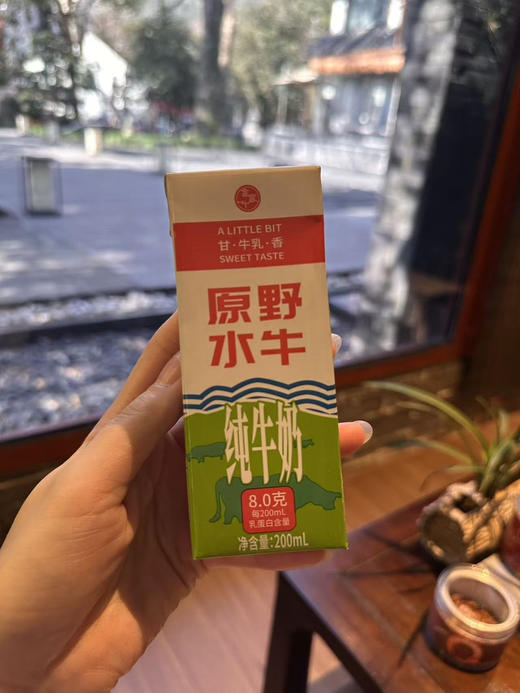 A LITTLE BIT
甘·牛乳·香
SWEET TASTE
原野
水牛
纯牛奶
8.0克
每200mL
乳蛋白含量
净含量:200mL